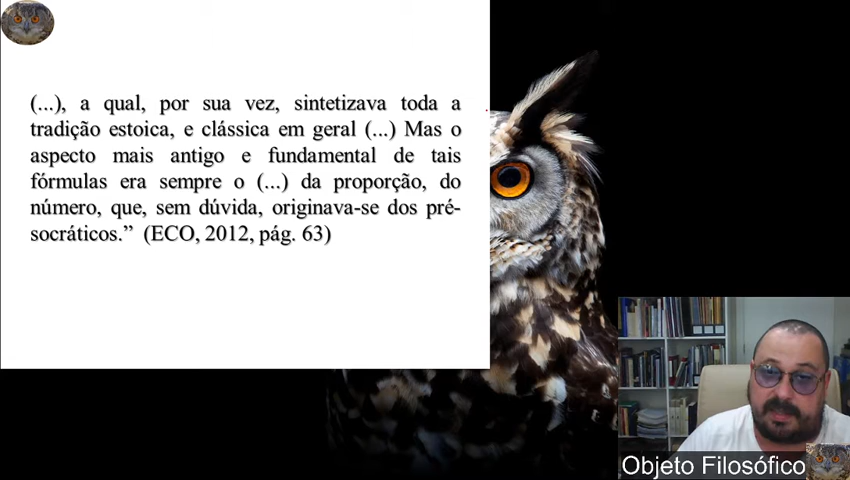 (...), a qual, por sua vez, sintetizava toda a
tradição estoica, e clássica em geral (...) Mas o
aspecto mais antigo e fundamental de tais
fórmulas era sempre o (...) da proporção, do
número, que, sem dúvida, originava-se dos pré-
socráticos.” (ECO, 2012, pág. 63)
Objeto Filosófico